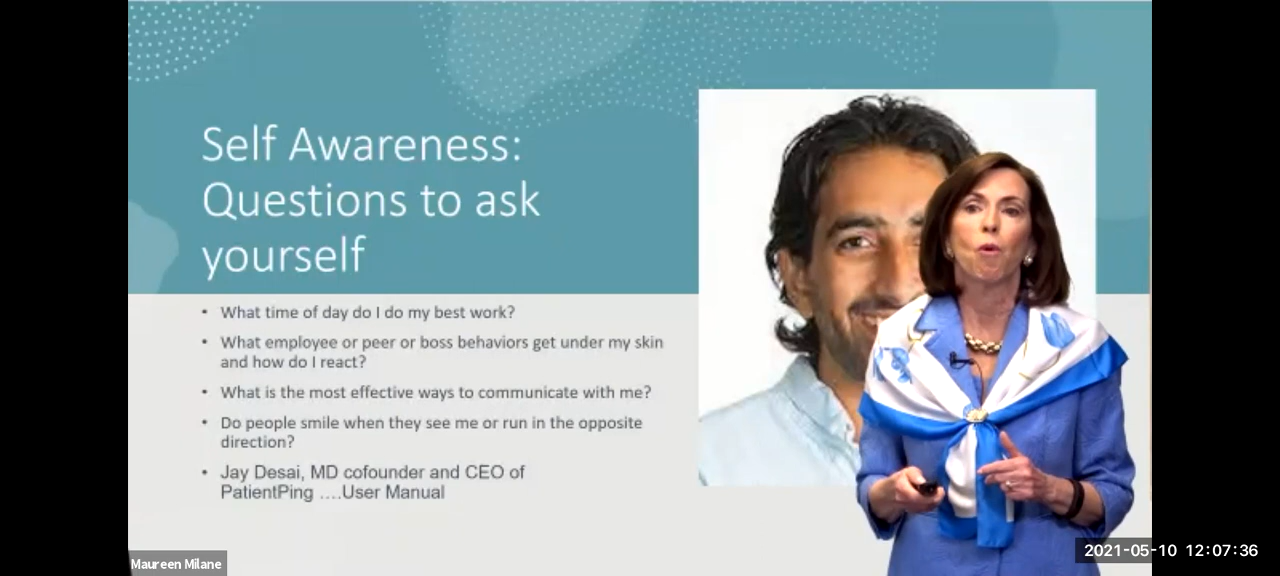 Self Awareness:
Questions to ask
yourself
• What time of day do I do my best work?
• What employee or peer or boss behaviors get under my skin
and how do I react?
• What is the most effective ways to communicate with me?
• Do people smile when they see me or run in the opposite
direction?
• Jay Desai, MD cofounder and CEO of
PatientPing ….User Manual
Maureen Milane
2021-05-10 12:07:36